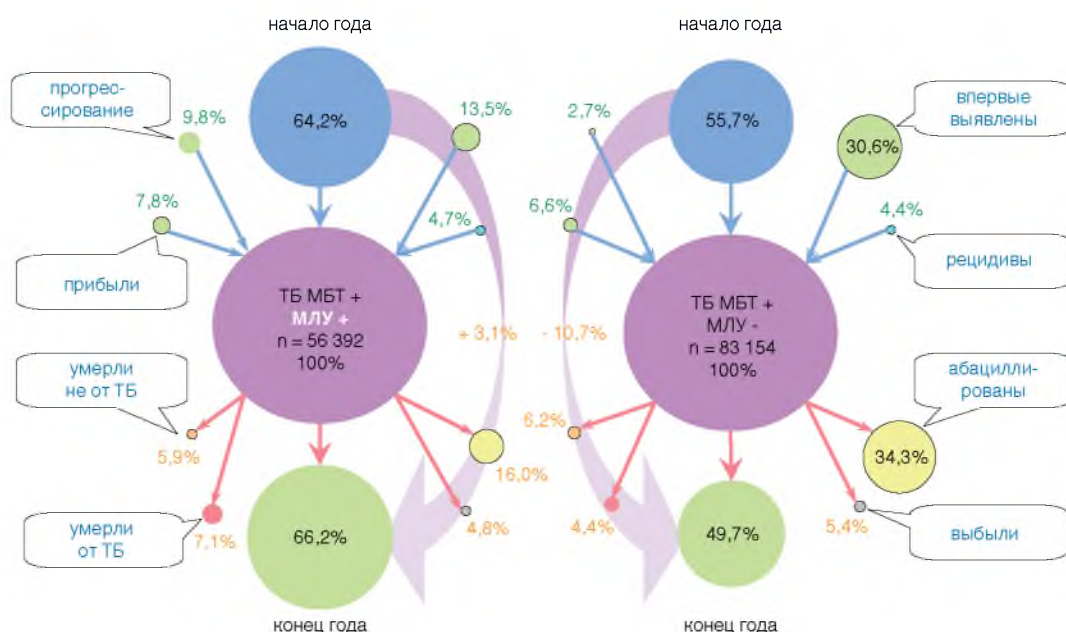 начало года
начало года
прогрес-
сирование
9,8%
64,2%
13,5%
2,7%
55,7%
впервые
выявлены
30,6%
7,8%
4,7%
6,6%
4,4%
прибыли
рецидивы
ТБ МБТ +
МЛУ +
n = 56 392
100%
+ 3,1%
- 10,7%
ТБ МБТ +
МЛУ -
n = 83 154
100%
умерли
не от ТБ
абацилли-
рованы
5,9%
16,0%
6,2%
34,3%
умерли
от ТБ
7,1%
66,2%
4,8%
4,4%
49,7%
5,4%
выбыли
конец года
конец года